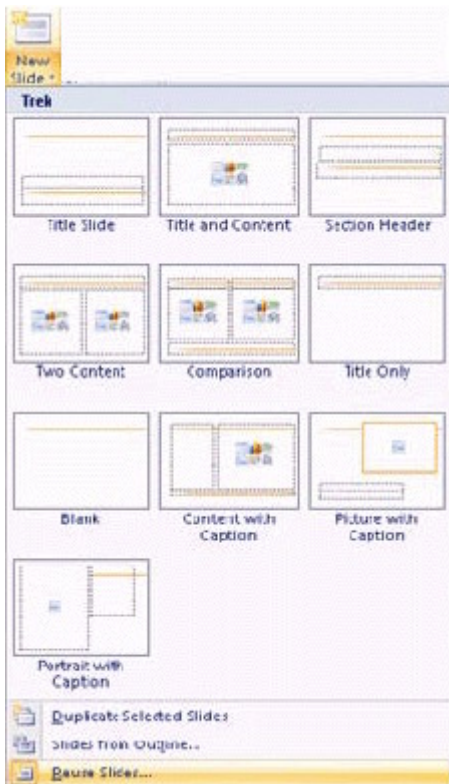 New
Slide
Trek
Title Slide
Title and Content
Section Header
Two Content
Comparison
Title Only
Blank
Content with
Caption
Picture with
Caption
Portrait with
Caption
Duplicate Selected Slides
Slides from Outline...
Reuse Slides...